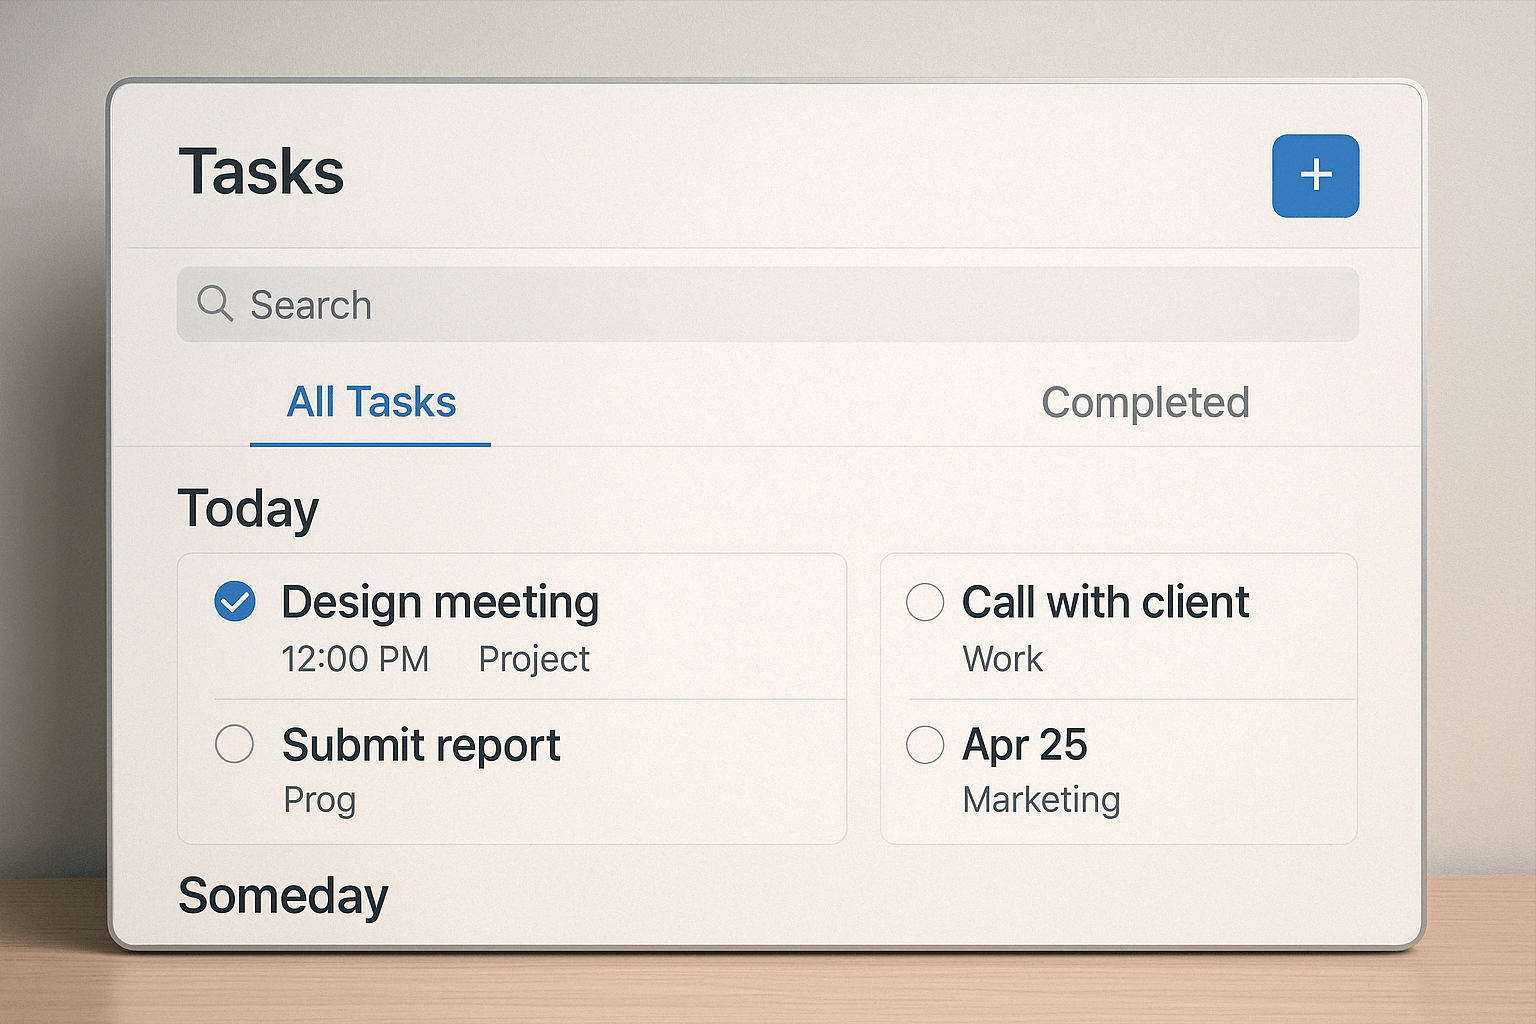 Tasks
+
Search
All Tasks
Completed
Today
Design meeting
12:00 PM Project
Submit report
Prog
Call with client
Work
Apr 25
Marketing
Someday